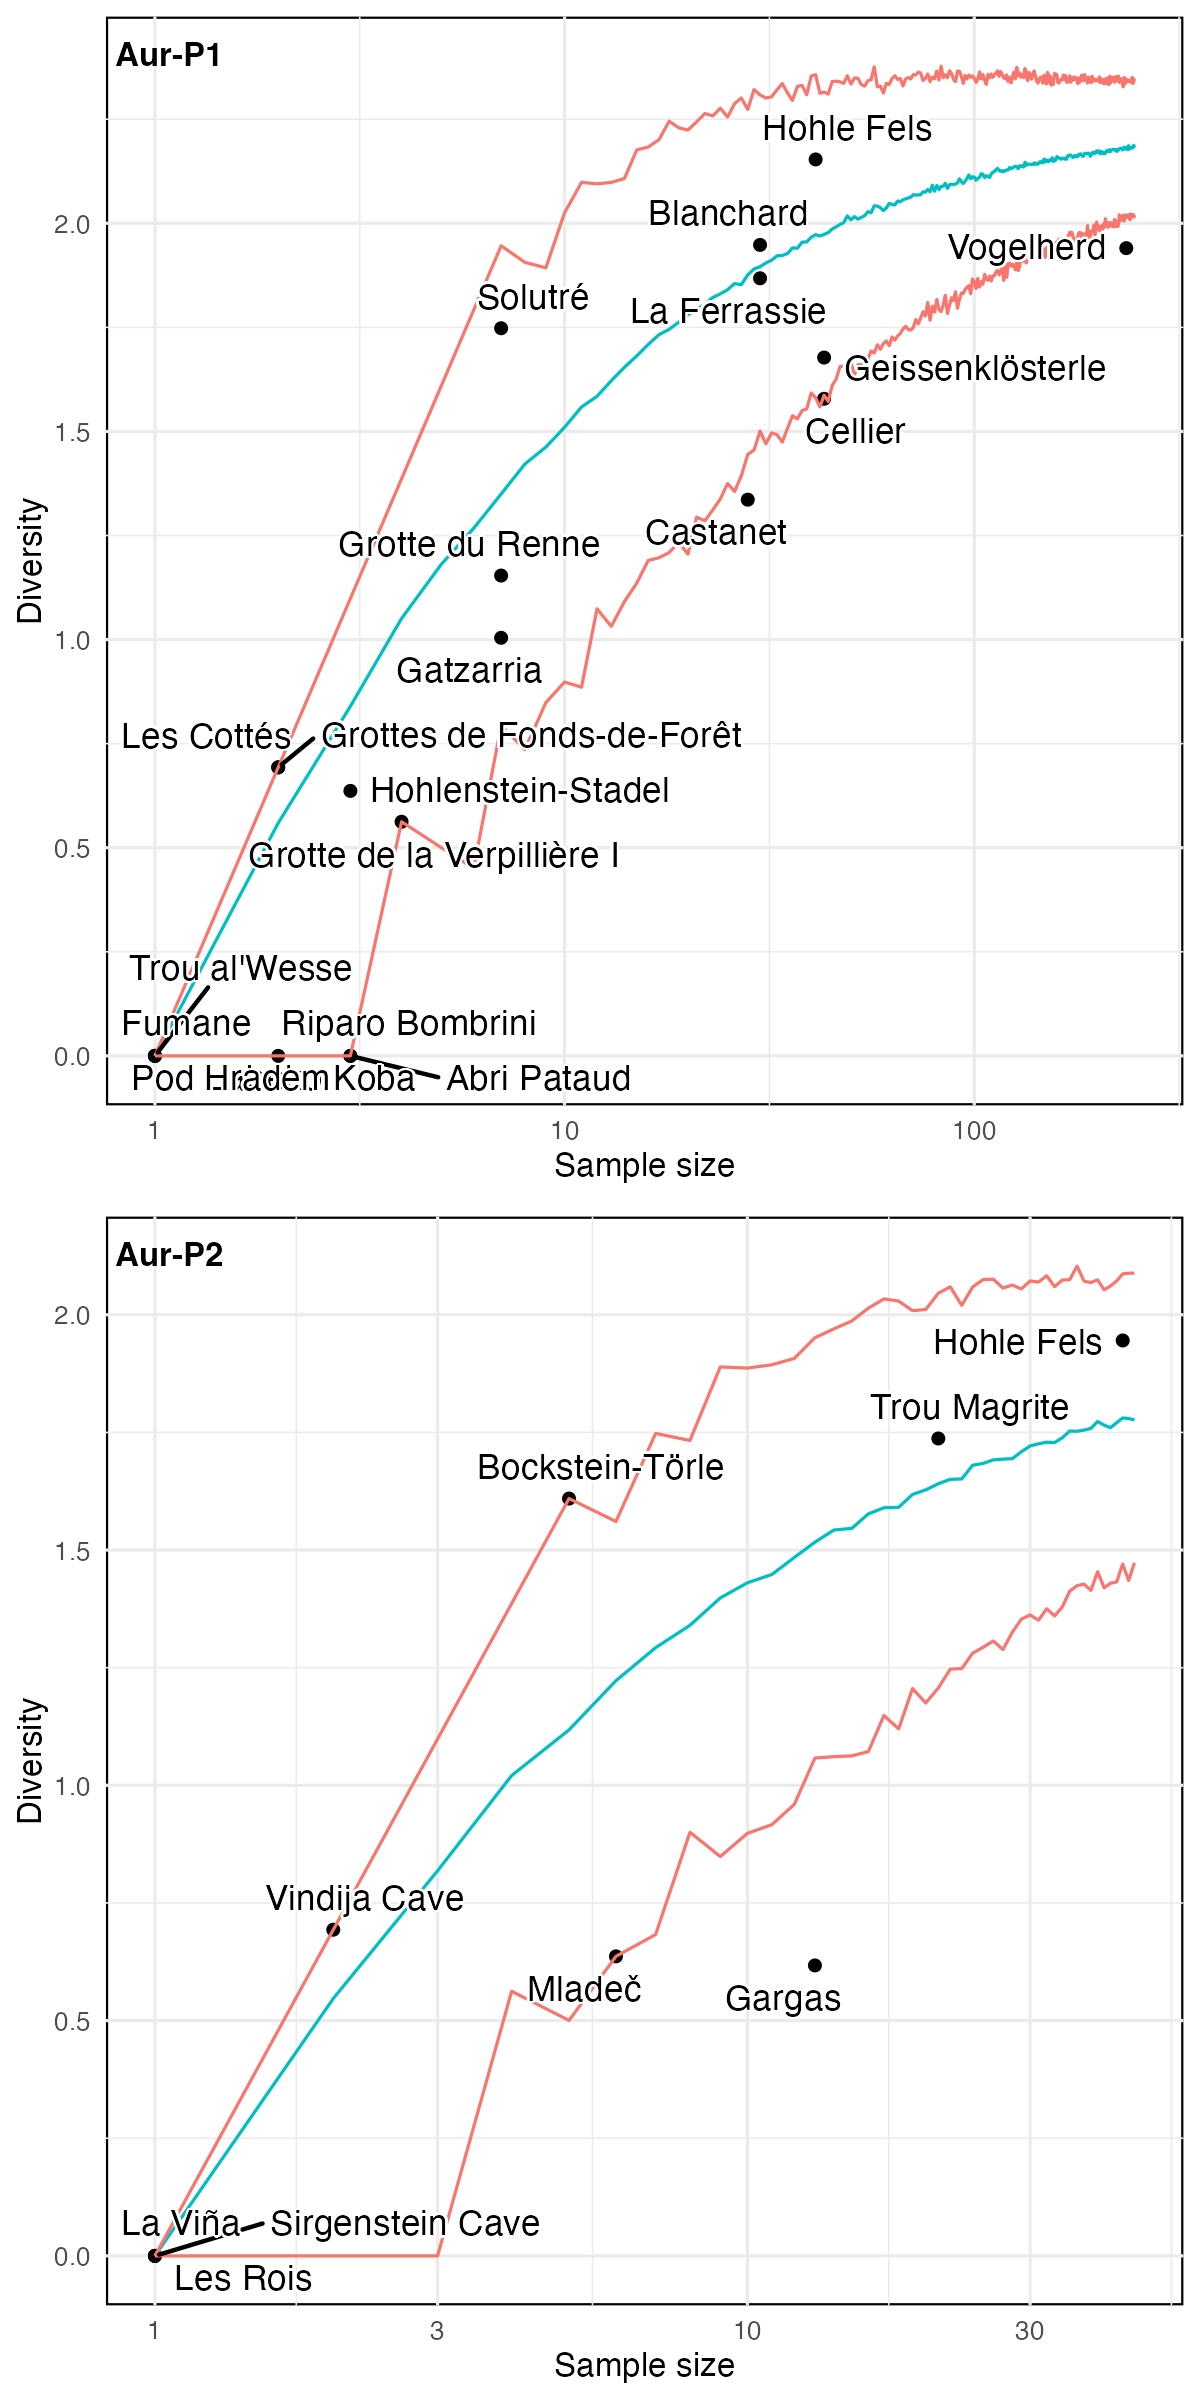 Aur-P1
Hohle Fels
Blanchard
Vogelherd
Solutré
La Ferrassie
Geissenklösterle
Cellier
Castanet
Grotte du Renne
Gatzarria
Les Cottés
Grottes de Fonds-de-Forêt
Hohlenstein-Stadel
Grotte de la Verpillière I
Trou al'Wesse
Fumane
Riparo Bombrini
Pod Hradem
Koba
Abri Pataud
Diversity
0.0
0.5
1.0
1.5
2.0
1
10
100
Sample size
Aur-P2
Hohle Fels
Trou Magrite
Bockstein-Törle
Vindija Cave
Mladeč
Gargas
La Viña
Sirgenstein Cave
Les Rois
Diversity
0.0
0.5
1.0
1.5
2.0
1
3
10
30
Sample size